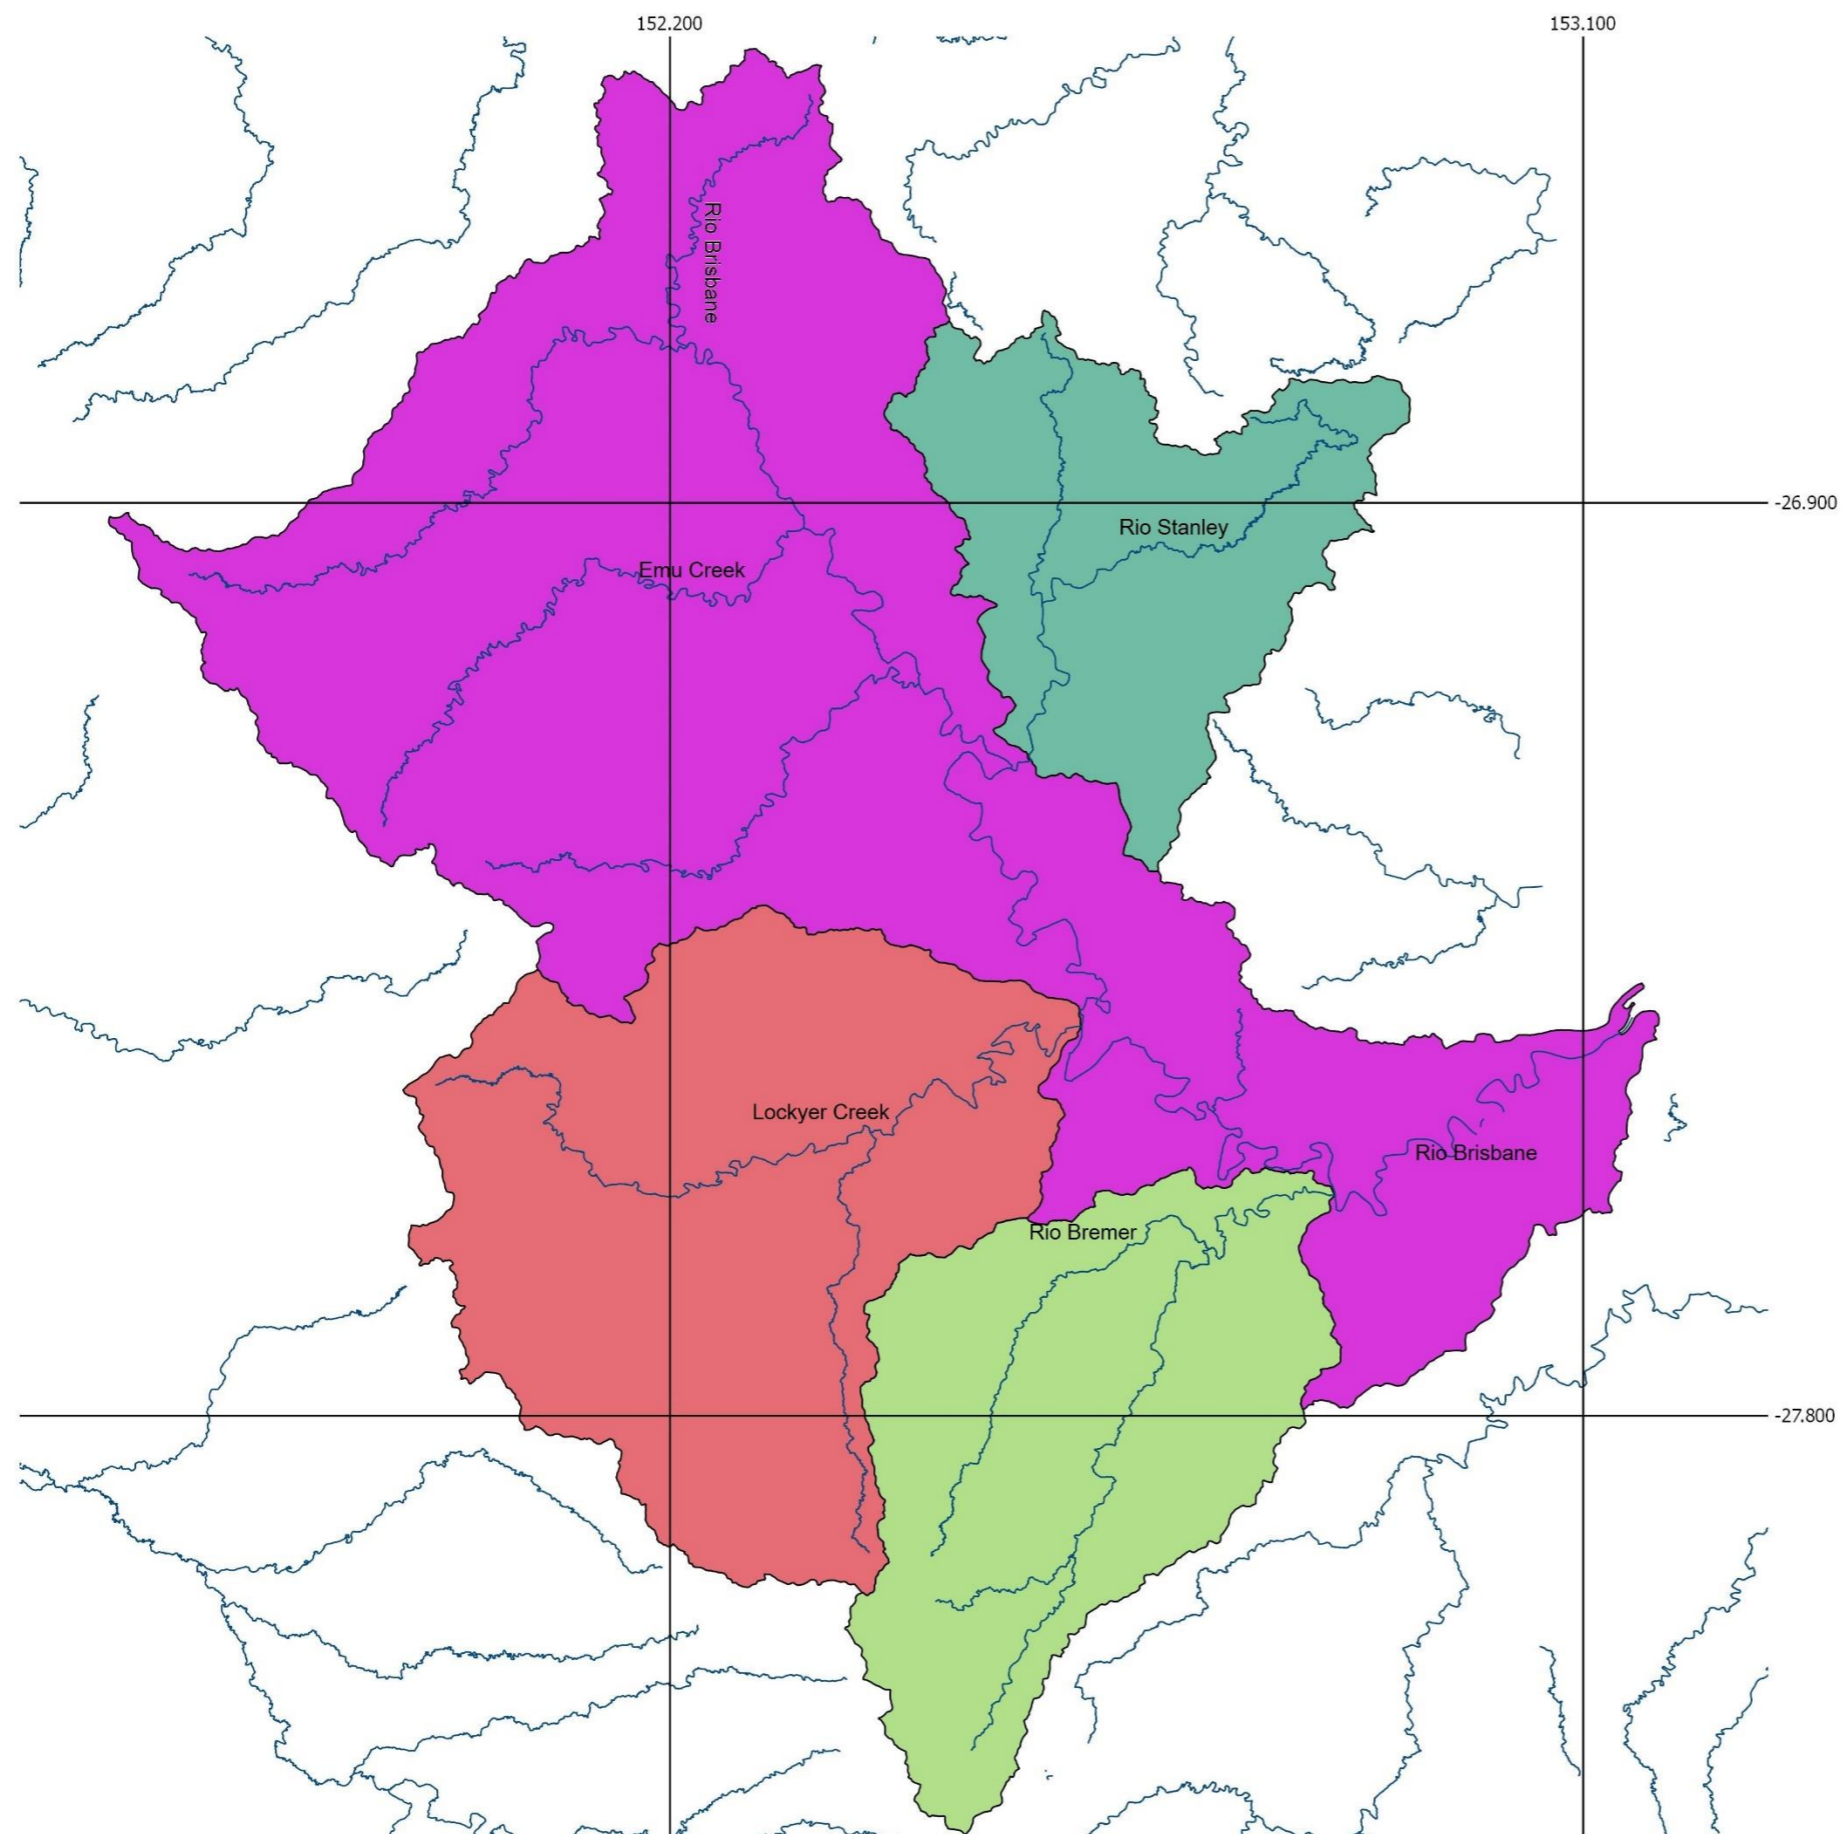 152.200
153.100
Rio Brisbane
-26.900
Rio Stanley
Emu Creek
Lockyer Creek
Rio Brisbane
Rio Bremer
-27.800